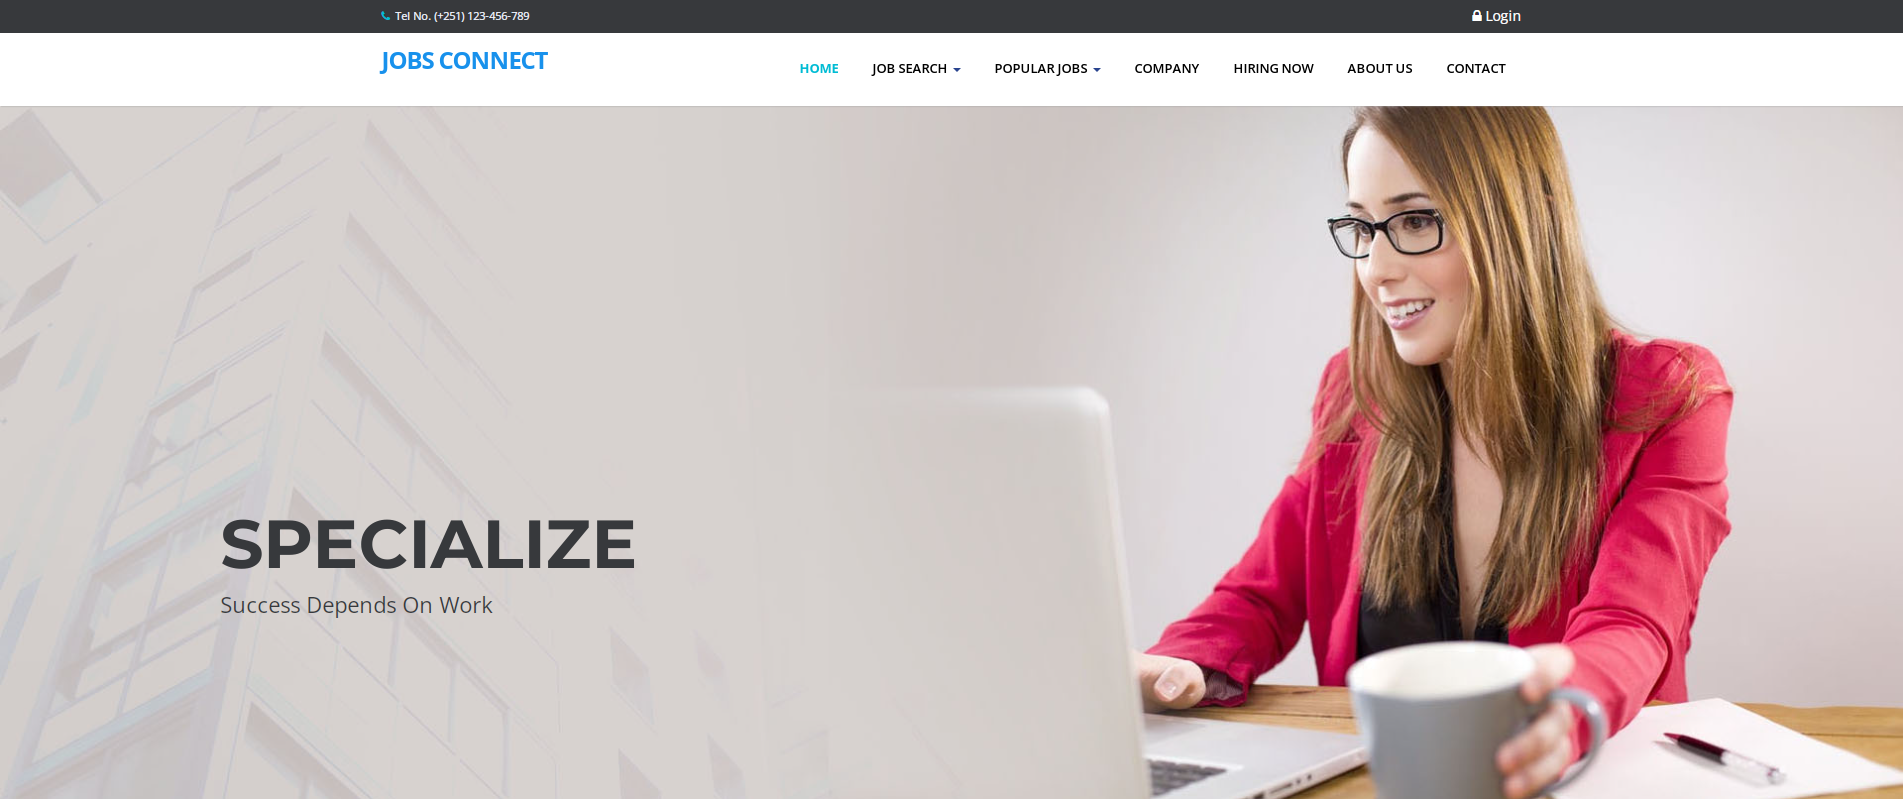 Tel No. (+251) 123-456-789
Login
JOBS CONNECT
HOME
JOB SEARCH
POPULAR JOBS
COMPANY
HIRING NOW
ABOUT US
CONTACT
SPECIALIZE
Success Depends On Work